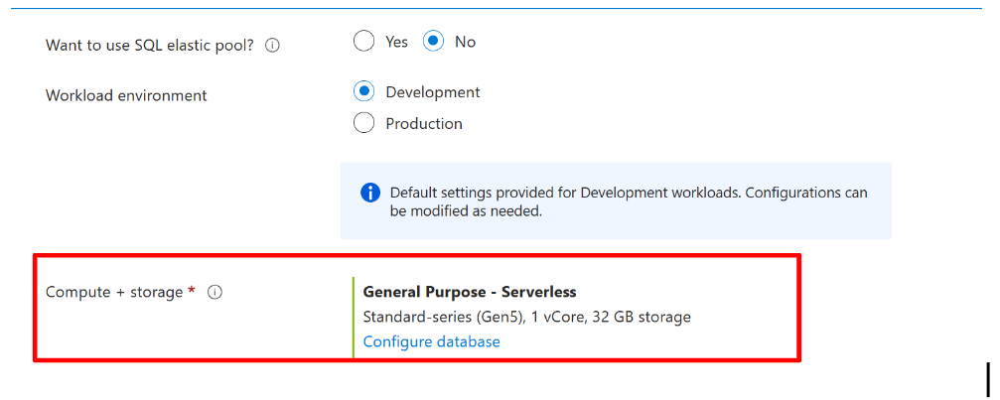 Want to use SQL elastic pool?
Yes
No
Workload environment
Development
Production
Default settings provided for Development workloads. Configurations can
be modified as needed.
Compute + storage *
General Purpose - Serverless
Standard-series (Gen5), 1 vCore, 32 GB storage
Configure database